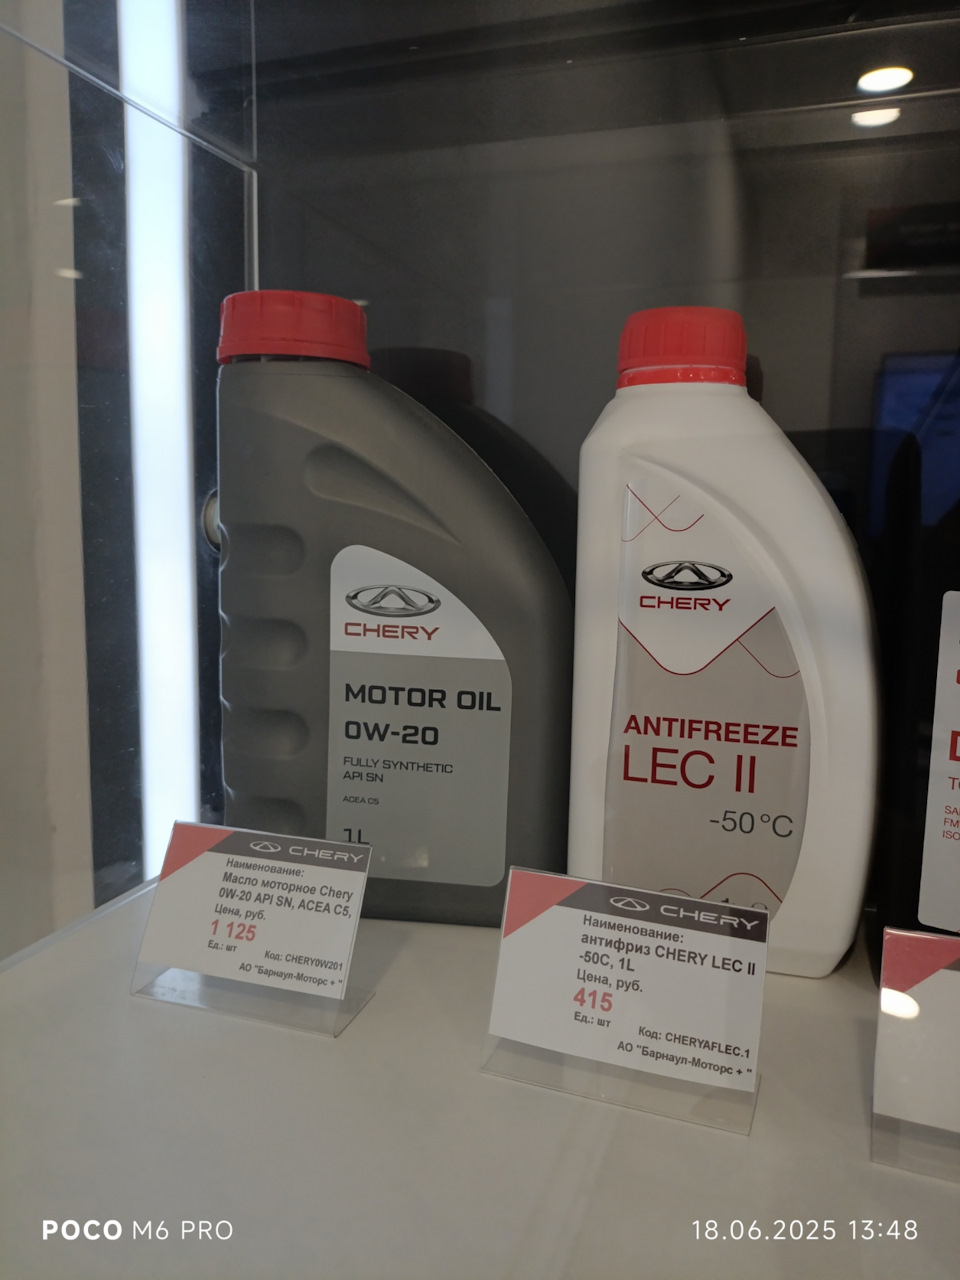 CHERY
MOTOR OIL
0W-20
FULLY SYNTHETIC
API SN
ACEA C5
1L
CHERY
ANTIFREEZE
LEC II
-50°C
CHERY
Наименование:
Масло моторное Chery
0W-20 API SN, ACEA C5,
Цена, руб.
1 125
Ед.: шт
Код: CHERY0W201
АО "Барнаул-Моторс + "
CHERY
Наименование:
антифриз CHERY LEC II
-50C, 1L
Цена, руб.
415
Ед.: шт
Код: CHERYAFLEC.1
АО "Барнаул-Моторс + "
POCO M6 PRO
18.06.2025 13:48